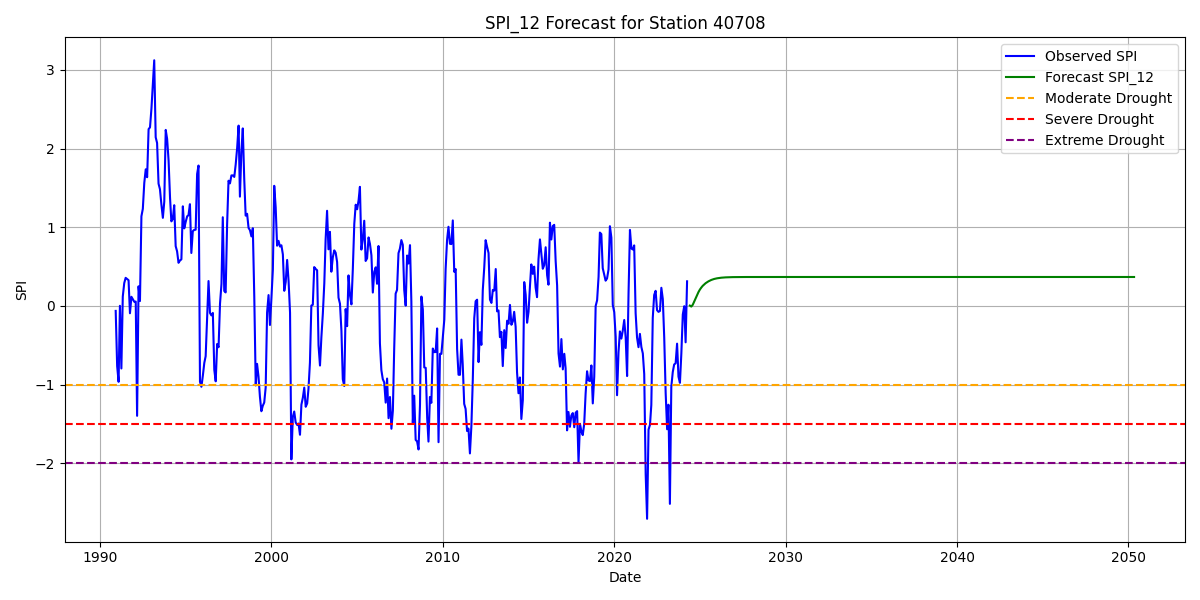 SPI_12 Forecast for Station 40708
Observed SPI
Forecast SPI_12
Moderate Drought
Severe Drought
Extreme Drought
SPI
3
2
1
0
−1
−2
1990 2000 2010 2020 2030 2040 2050
Date